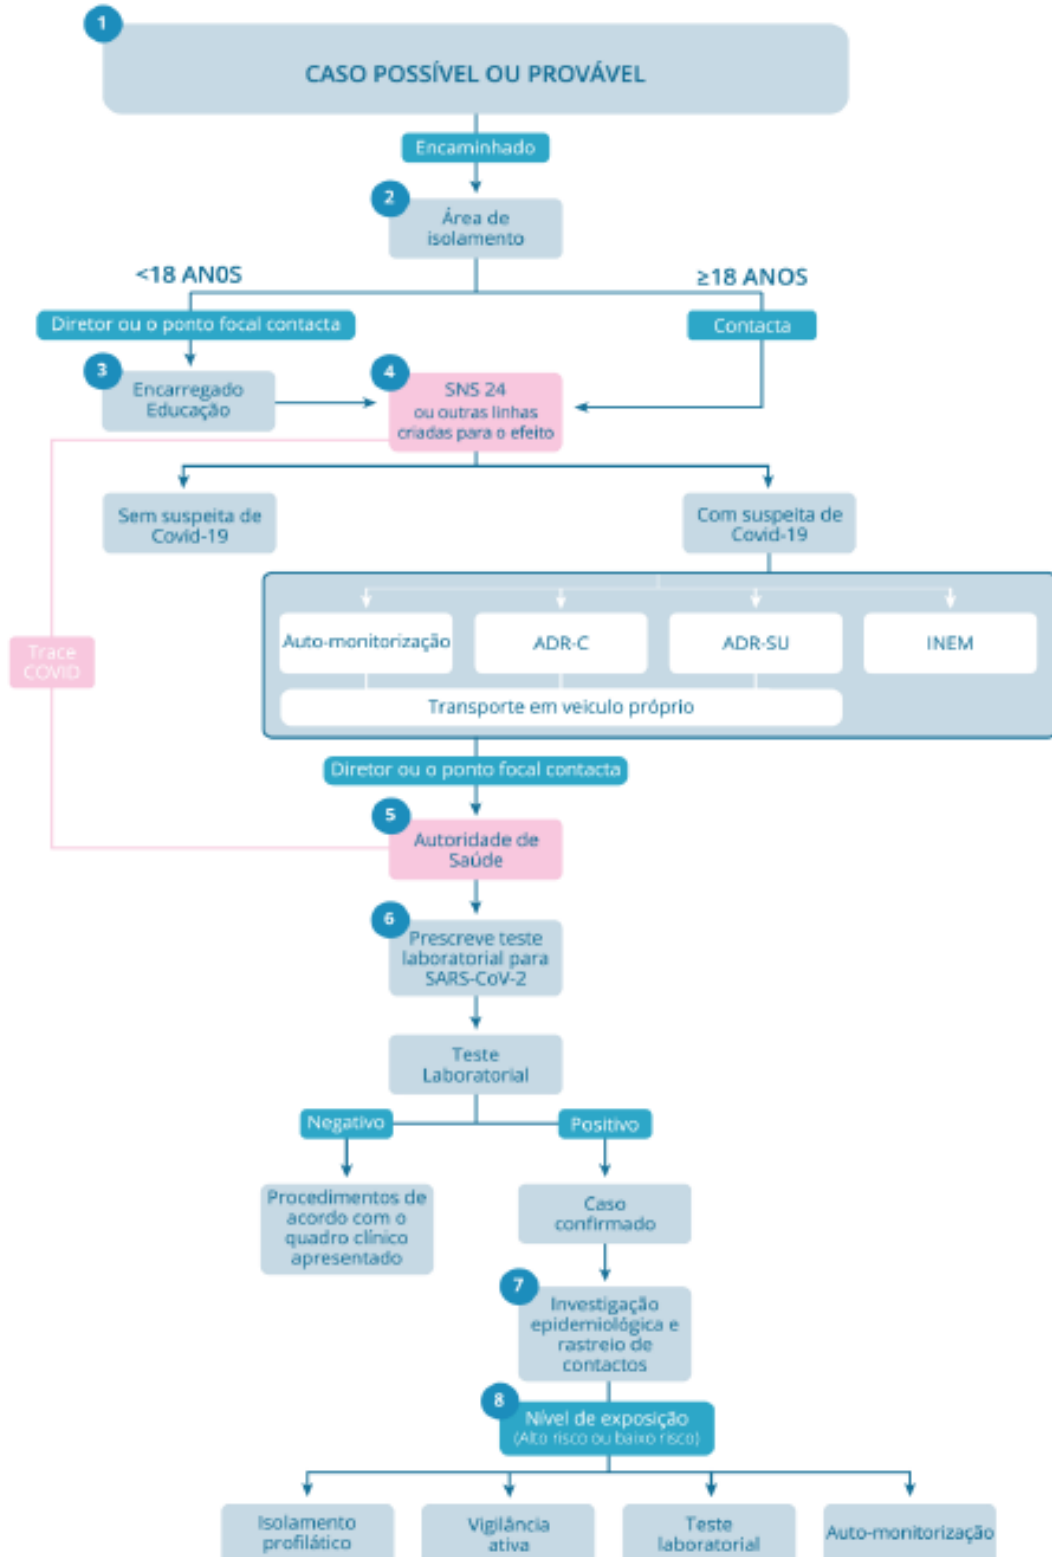 1
CASO POSSÍVEL OU PROVÁVEL
Encaminhado
2
Área de
isolamento
<18 AN0S
≥18 ANOS
Diretor ou o ponto focal contacta
Contacta
3
Encarregado
Educação
4
SNS 24
ou outras linhas
criadas para o efeito
Sem suspeita de
Covid-19
Com suspeita de
Covid-19
Trace
COVID
Auto-monitorização
ADR-C
ADR-SU
INEM
Transporte em veiculo próprio
Diretor ou o ponto focal contacta
5
Autoridade de
Saúde
6
Prescreve teste
laboratorial para
SARS-CoV-2
Teste
Laboratorial
Negativo
Positivo
Procedimentos de
acordo com o
quadro clínico
apresentado
Caso
confirmado
7
Investigação
epidemiológica e
rastreio de
contactos
8
Nível de exposição
(Alto risco ou baixo risco)
Isolamento
profilático
Vigilância
ativa
Teste
laboratorial
Auto-monitorização